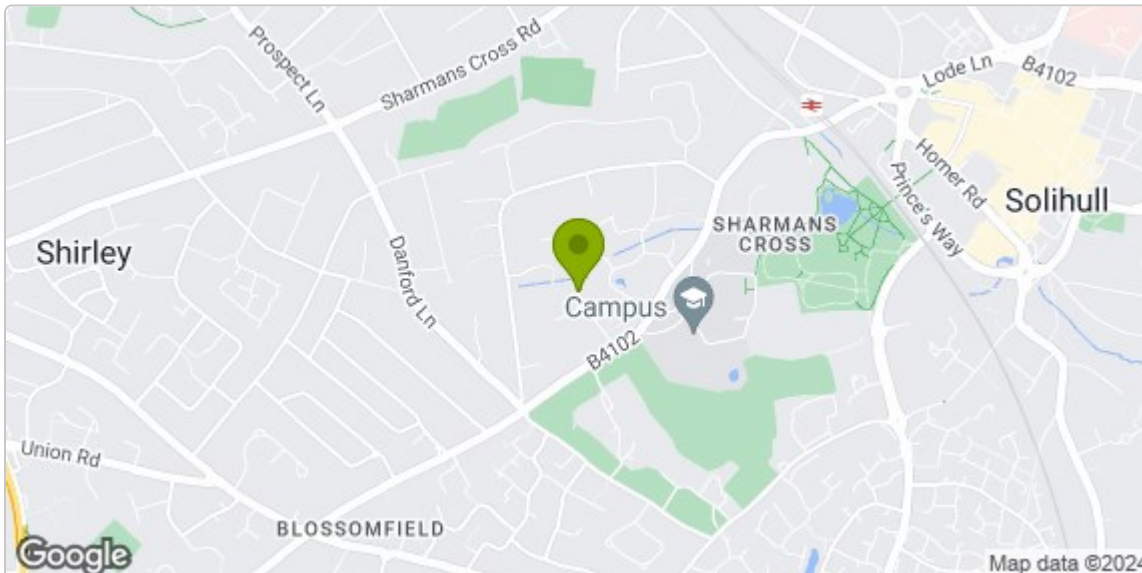 Prospect Ln
Sharmans Cross Rd
Lode Ln
B4102
Homer Rd
Prince's Way
Solihull
SHARMANS
CROSS
Shirley
Danford Ln
Campus
B4102
Union Rd
BLOSSOMFIELD
Google
Map data ©2024